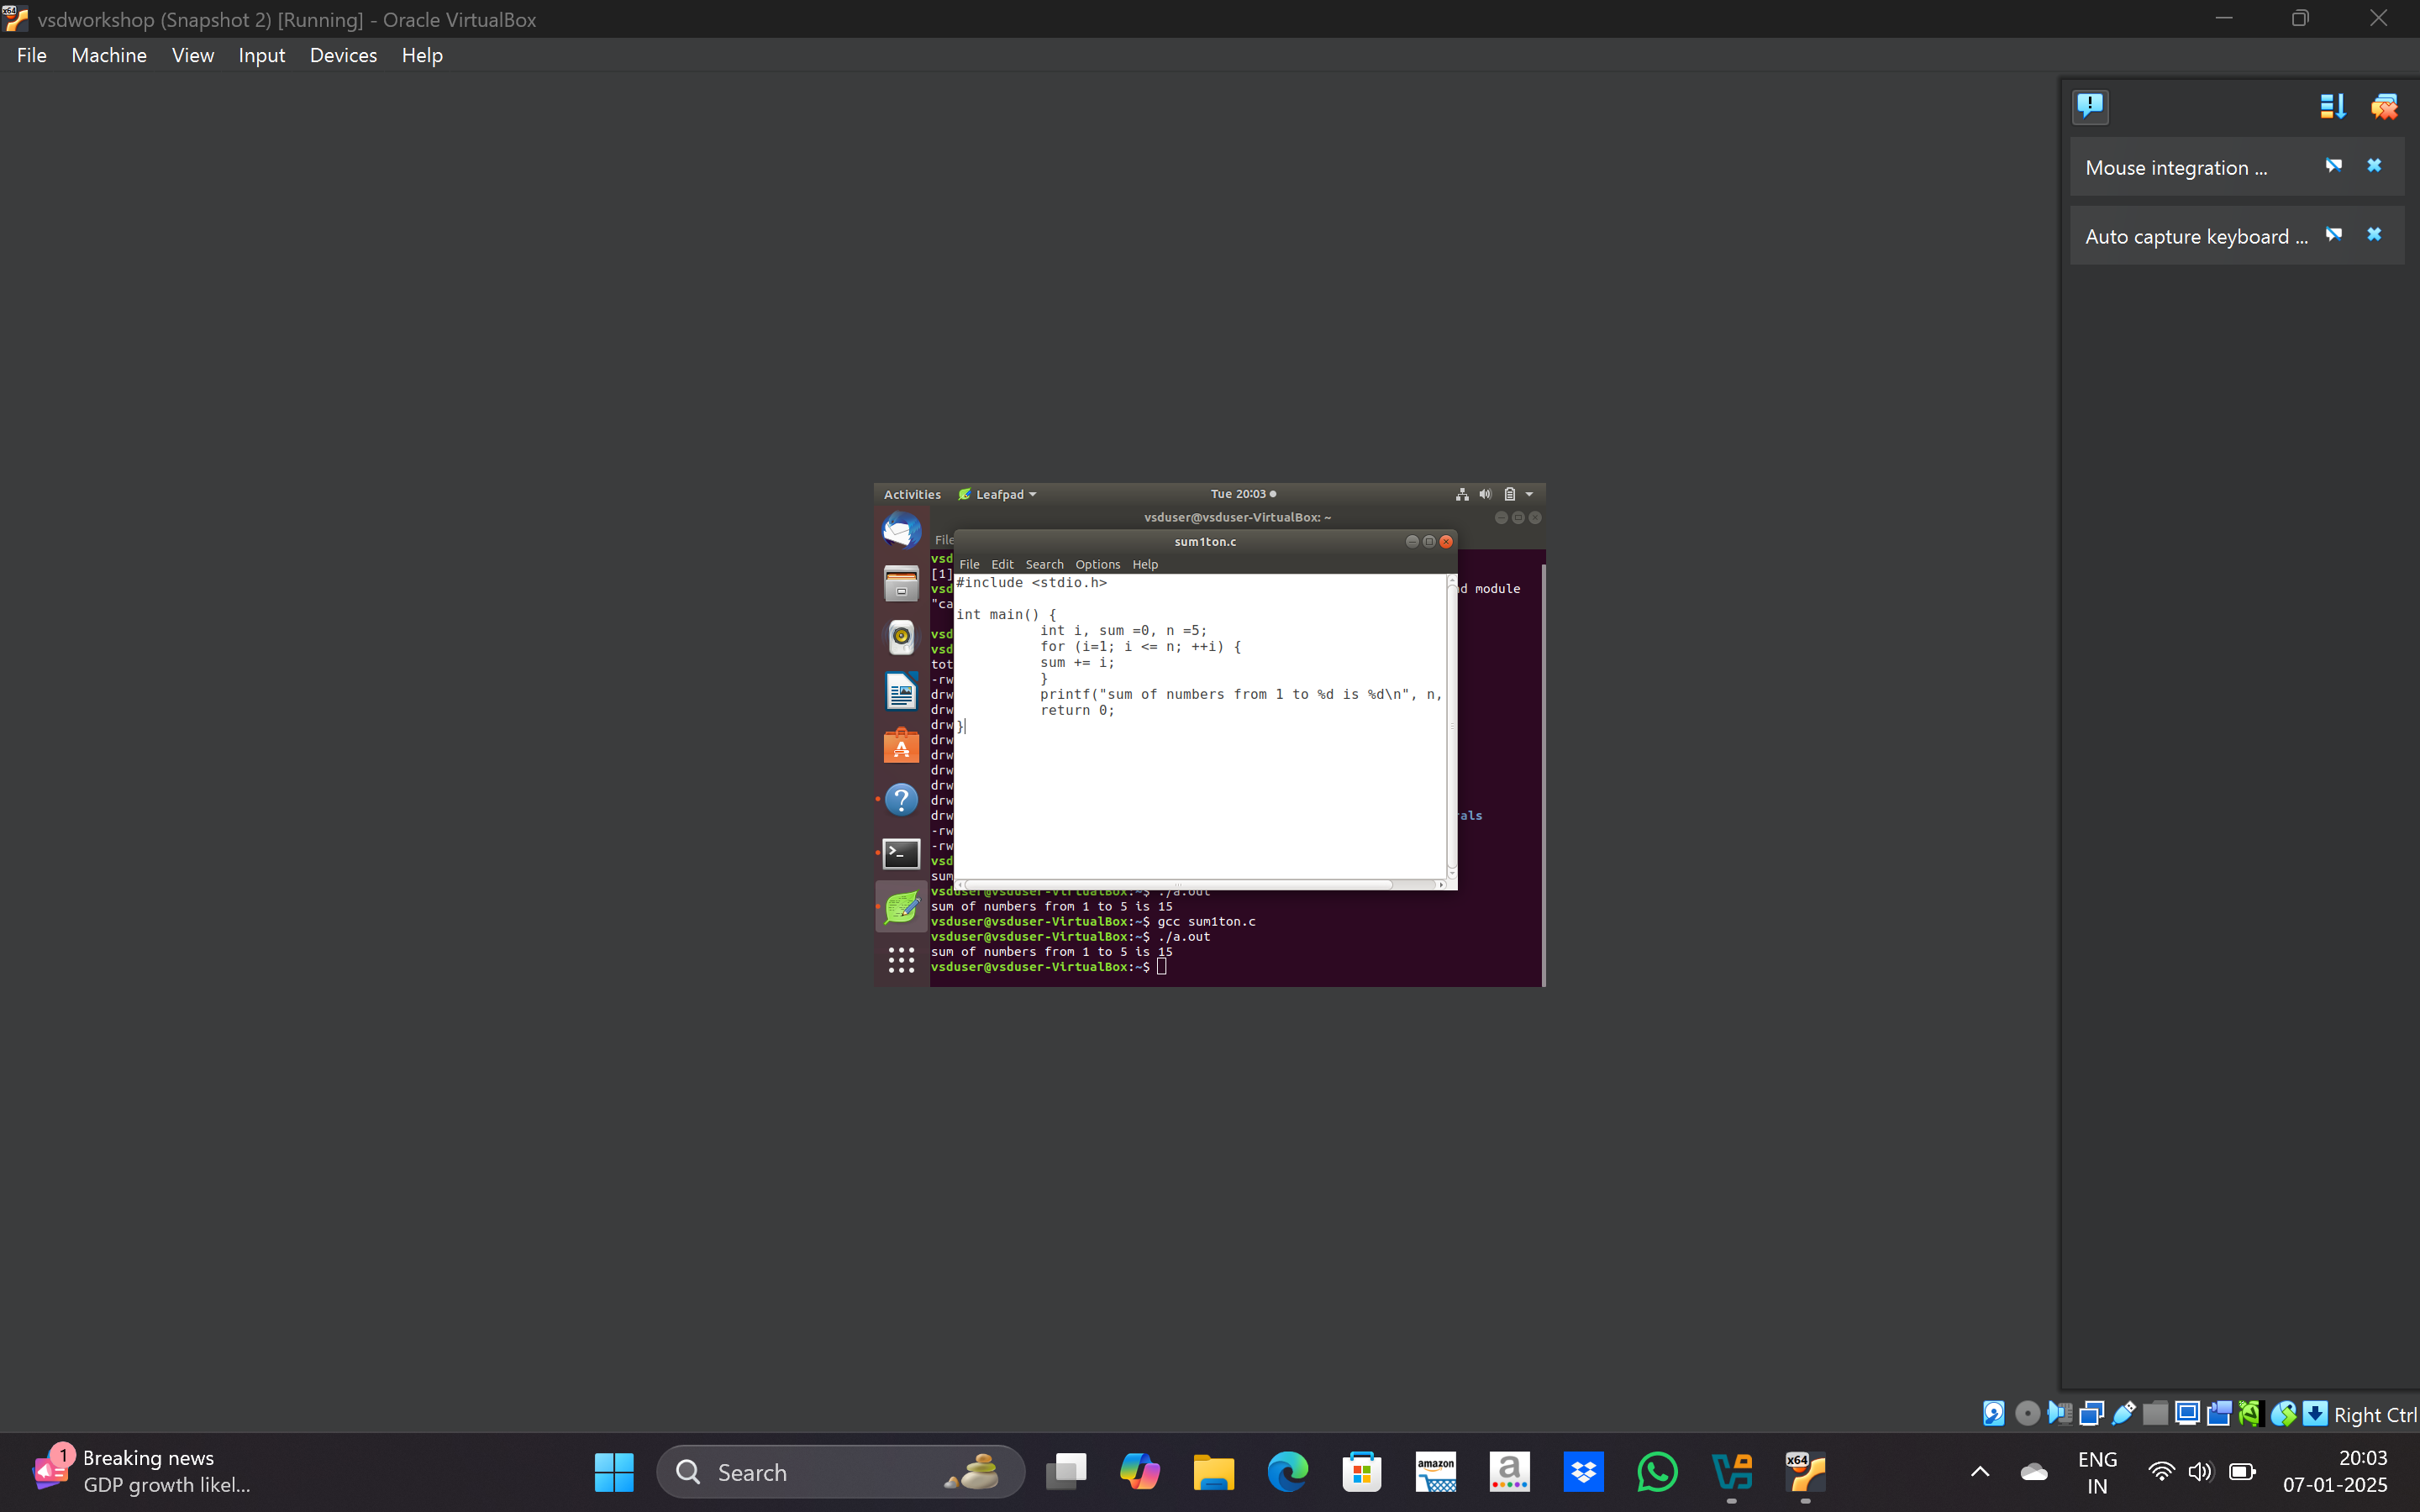 vsdworkshop (Snapshot 2) [Running] - Oracle VirtualBox
File Machine View Input Devices Help
Mouse integration ...
Auto capture keyboard ...
Activities Leafpad Tue 20:03
vsduser@vsduser-VirtualBox: ~
File
sum1ton.c
File Edit Search Options Help
#include <stdio.h>
int main() {
int i, sum =0, n =5;
for (i=1; i <= n; ++i) {
sum += i;
}
printf("sum of numbers from 1 to %d is %d\n", n,
return 0;
}
vsd
[1]
vsd d module
"ca
vsd
vsd
tot
-rw
drw
drw
drw
drw
drw
drw
drw
drw
drw rals
-rw
-rw
vsd
sum
vsduser@vsduser-VirtualBox:~$ ./a.out
sum of numbers from 1 to 5 is 15
vsduser@vsduser-VirtualBox:~$ gcc sum1ton.c
vsduser@vsduser-VirtualBox:~$ ./a.out
sum of numbers from 1 to 5 is 15
vsduser@vsduser-VirtualBox:~$
Right Ctrl
1 Breaking news
GDP growth likel...
Search
amazon
a
x64
ENG
IN
20:03
07-01-2025